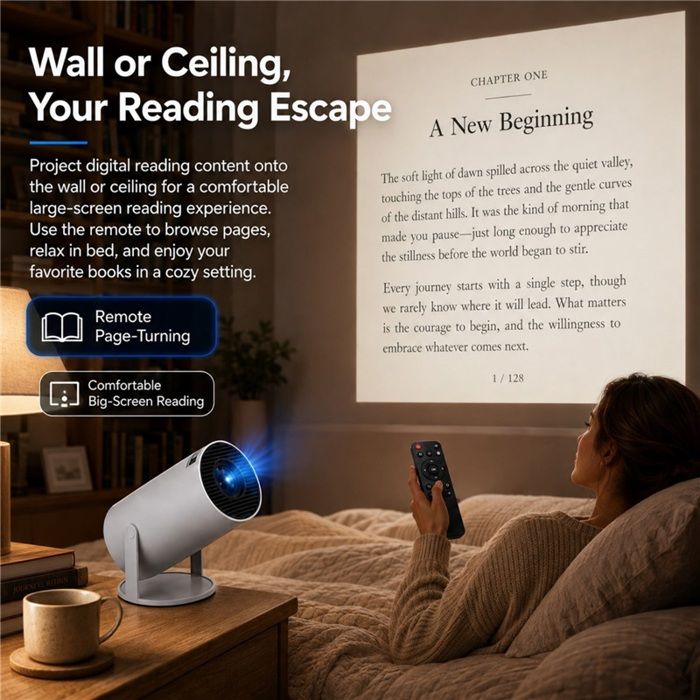 Wall or Ceiling,
Your Reading Escape
Project digital reading content onto
the wall or ceiling for a comfortable
large-screen reading experience.
Use the remote to browse pages,
relax in bed, and enjoy your
favorite books in a cozy setting.
Remote
Page-Turning
Comfortable
Big-Screen Reading
CHAPTER ONE
A New Beginning
The soft light of dawn spilled across the quiet valley,
touching the tops of the trees and the gentle curves
of the distant hills. It was the kind of morning that
made you pause—just long enough to appreciate
the stillness before the world began to stir.
Every journey starts with a single step, though
we rarely know where it will lead. What matters
is the courage to begin, and the willingness to
embrace whatever comes next.
1 / 128